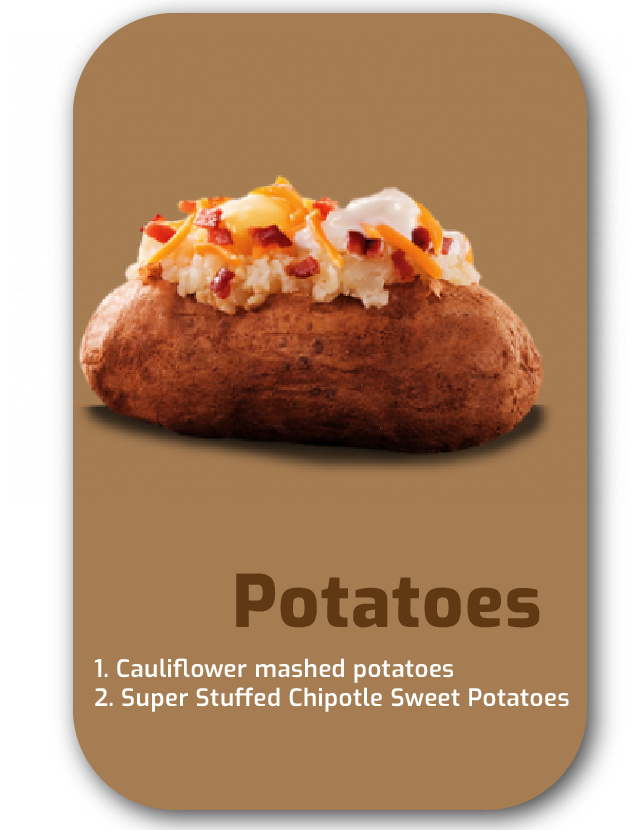 Potatoes
1. Cauliflower mashed potatoes
2. Super Stuffed Chipotle Sweet Potatoes